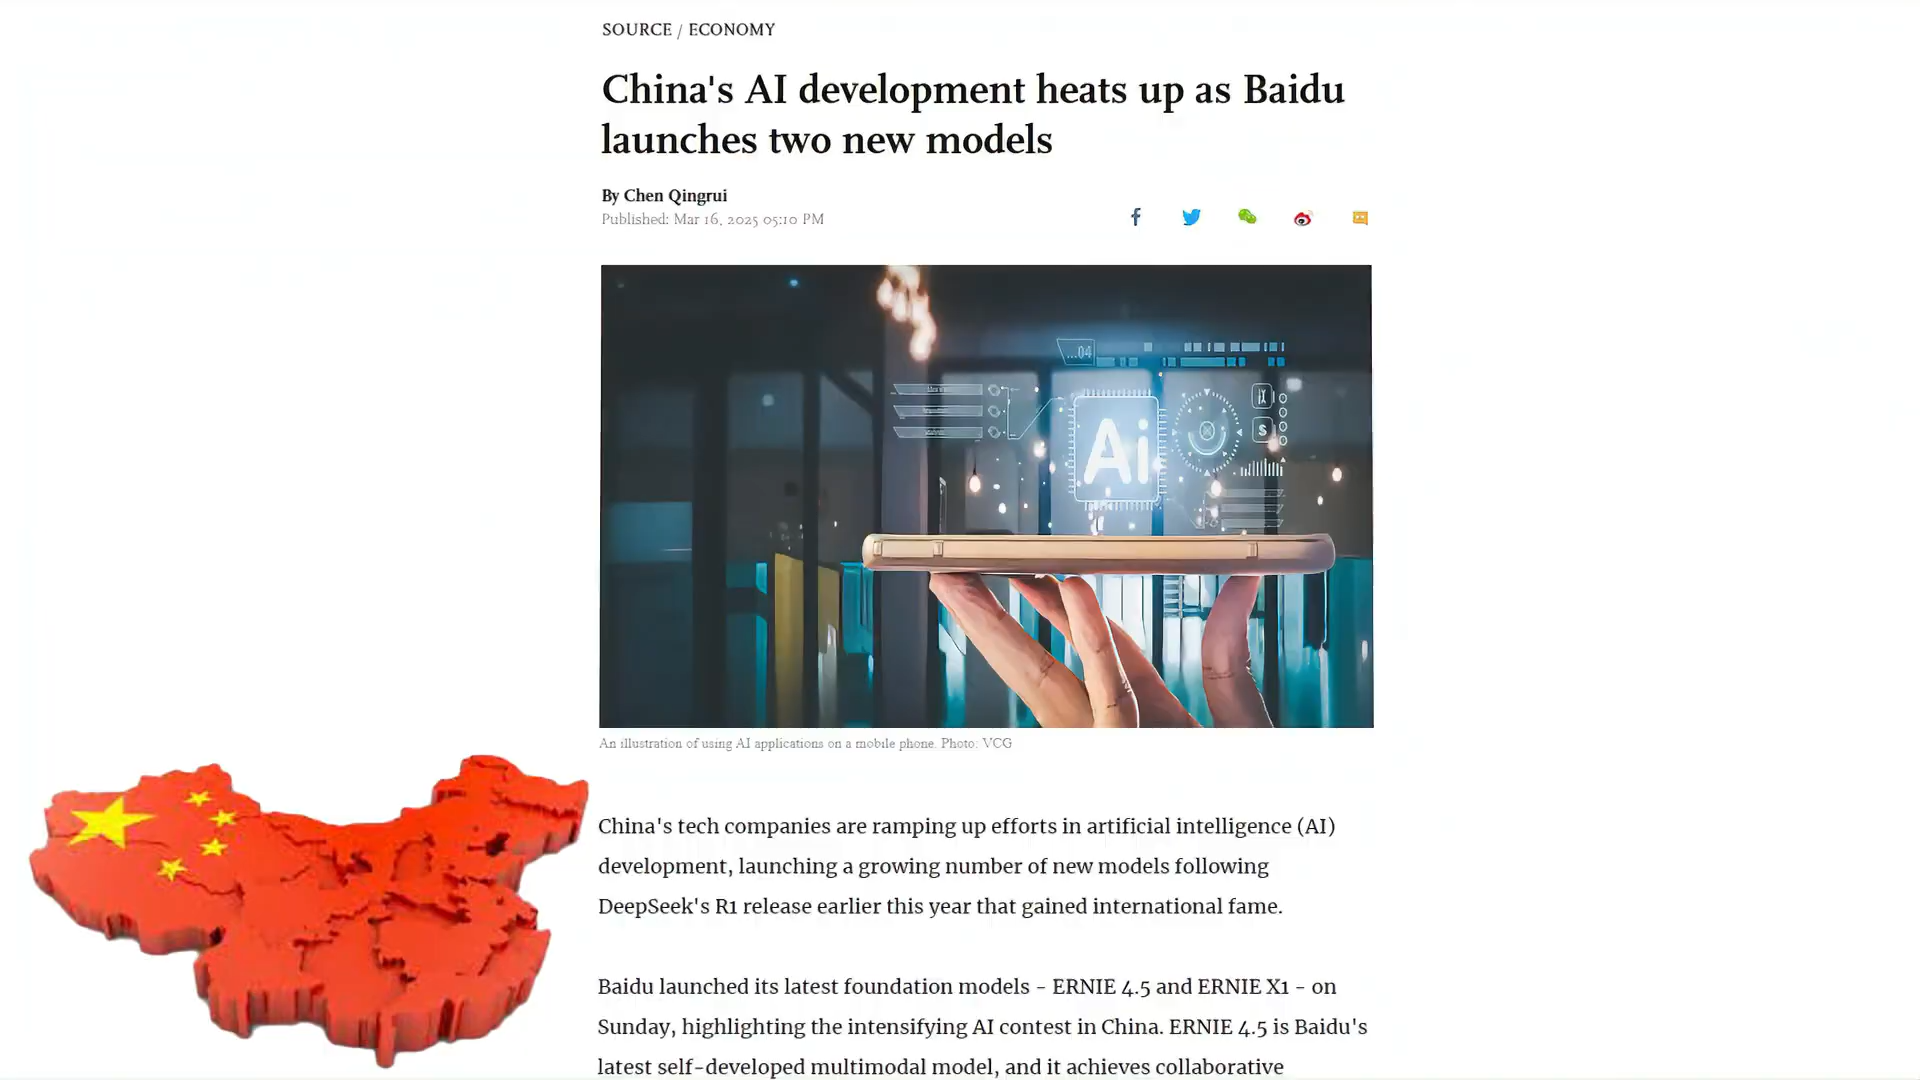 SOURCE / ECONOMY
China's AI development heats up as Baidu
launches two new models
By Chen Qingrui
Published: Mar 16, 2025 05:10 PM
...04
Ai
$
An illustration of using AI applications on a mobile phone. Photo: VCG
China's tech companies are ramping up efforts in artificial intelligence (AI)
development, launching a growing number of new models following
DeepSeek's R1 release earlier this year that gained international fame.
Baidu launched its latest foundation models - ERNIE 4.5 and ERNIE X1 - on
Sunday, highlighting the intensifying AI contest in China. ERNIE 4.5 is Baidu's
latest self-developed multimodal model, and it achieves collaborative